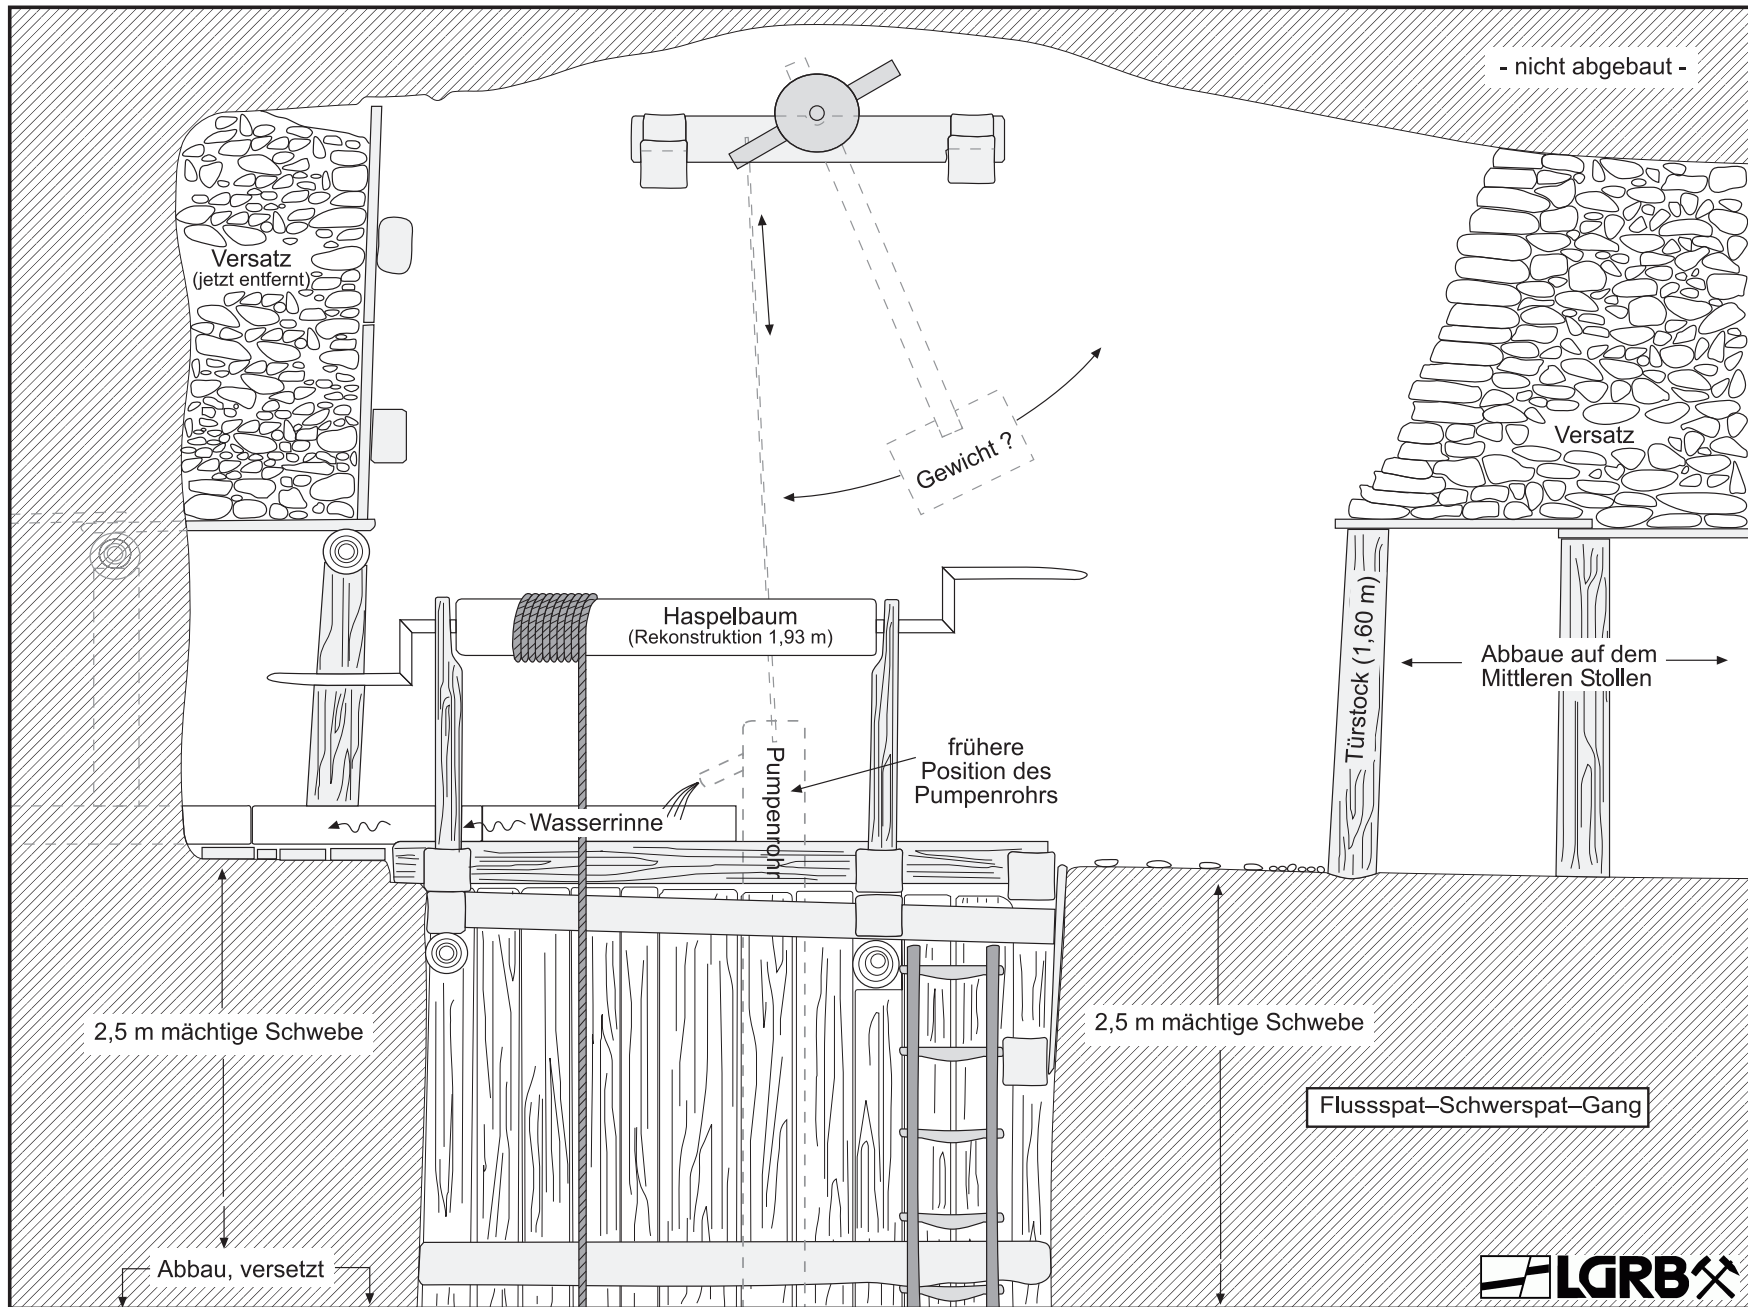 - nicht abgebaut -
Versatz
(jetzt entfernt)
Gewicht ?
Versatz
Haspelbaum
(Rekonstruktion 1,93 m)
Türstock (1,60 m)
Abbaue auf dem
Mittleren Stollen
Pumpenrohr
frühere
Position des
Pumpenrohrs
Wasserrinne
2,5 m mächtige Schwebe
2,5 m mächtige Schwebe
Flussspat–Schwerspat–Gang
Abbau, versetzt
LGRB